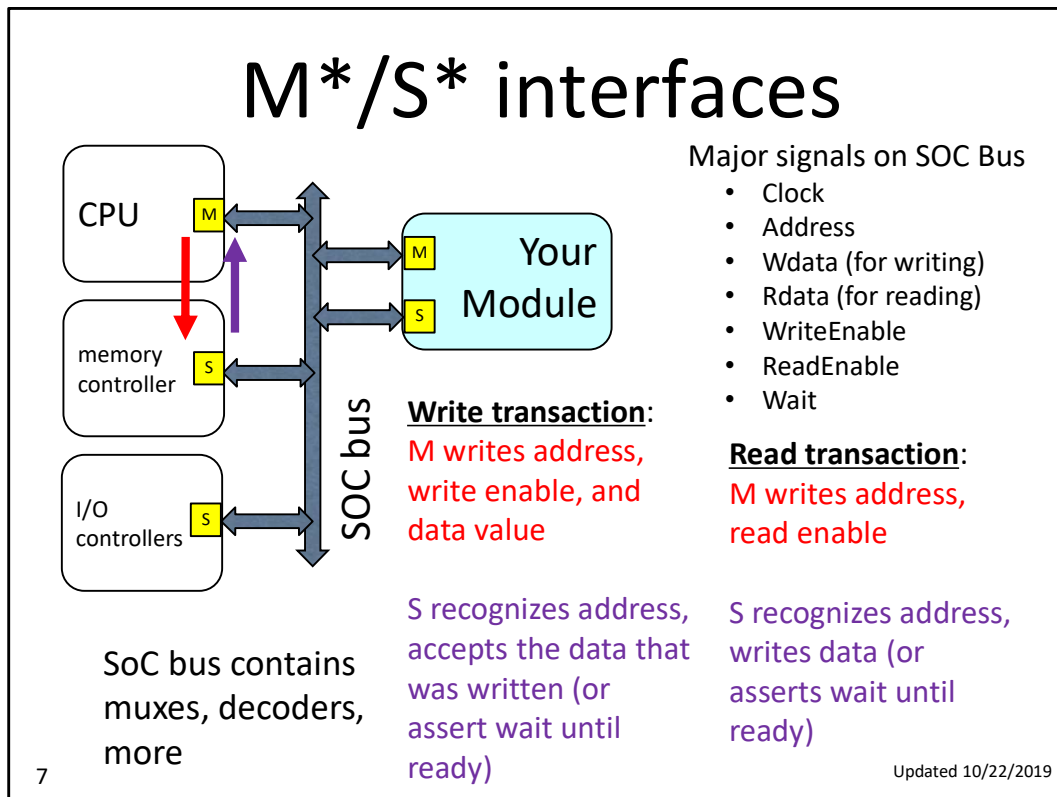 M*/S* interfaces
CPU
M
memory
controller
S
I/O
controllers
S
SOC bus
M
S
Your
Module
Major signals on SOC Bus
• Clock
• Address
• Wdata (for writing)
• Rdata (for reading)
• WriteEnable
• ReadEnable
• Wait
Write transaction:
M writes address,
write enable, and
data value
S recognizes address,
accepts the data that
was written (or
assert wait until
ready)
Read transaction:
M writes address,
read enable
S recognizes address,
writes data (or
asserts wait until
ready)
SoC bus contains
muxes, decoders,
more
7
Updated 10/22/2019